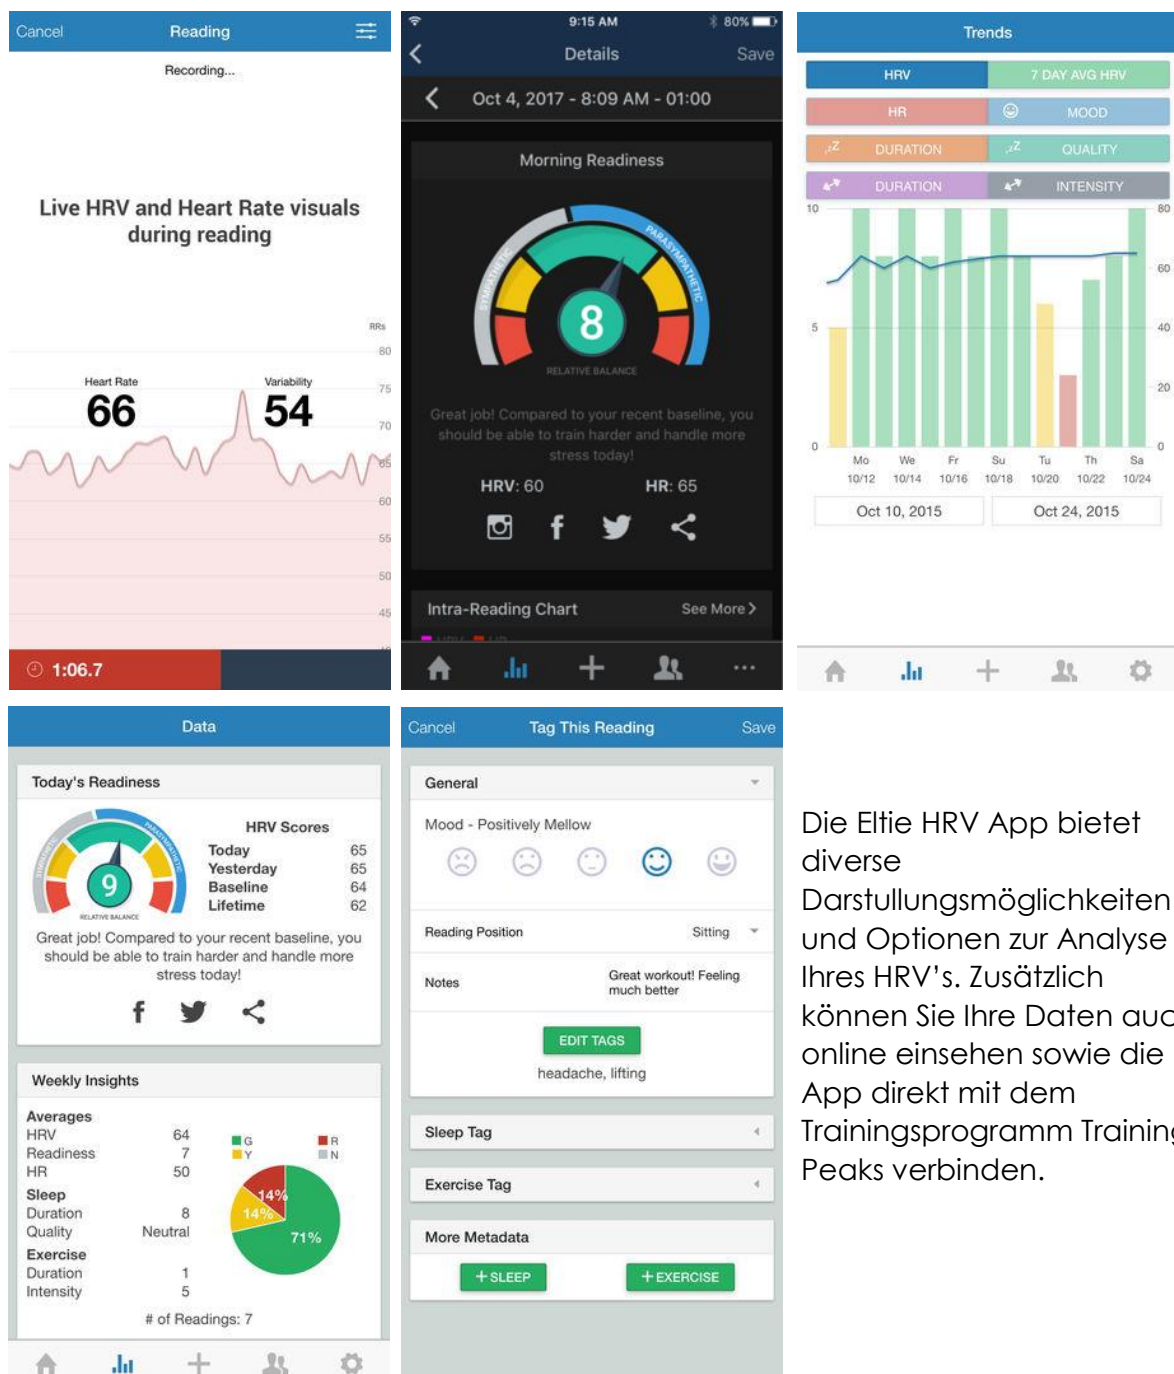 Cancel Reading
Recording...
Live HRV and Heart Rate visuals
during reading
RRs
80
Heart Rate Variability
75
66 54
70
65
60
55
50
45
1:06.7
9:15 AM 80%
Details Save
Oct 4, 2017 - 8:09 AM - 01:00
Morning Readiness
SYMPATHETIC PARASYMPATHETIC
8
RELATIVE BALANCE
Great job! Compared to your recent baseline, you
should be able to train harder and handle more
stress today!
HRV: 60 HR: 65
Intra-Reading Chart See More
HRV HR
Trends
HRV 7 DAY AVG HRV
HR MOOD
zZ DURATION zZ QUALITY
DURATION INTENSITY
10 80
60
5 40
20
0 0
Mo We Fr Su Tu Th Sa
10/12 10/14 10/16 10/18 10/20 10/22 10/24
Oct 10, 2015 Oct 24, 2015
Data
Today's Readiness
SYMPATHETIC PARASYMPATHETIC
9
RELATIVE BALANCE
HRV Scores
Today 65
Yesterday 65
Baseline 64
Lifetime 62
Great job! Compared to your recent baseline, you
should be able to train harder and handle more
stress today!
Weekly Insights
Averages
HRV 64
Readiness 7
HR 50
Sleep
Duration 8
Quality Neutral
Exercise
Duration 1
Intensity 5
G R
Y N
14%
14%
71%
# of Readings: 7
Cancel Tag This Reading Save
General
Mood - Positively Mellow
Reading Position Sitting
Notes Great workout! Feeling
much better
EDIT TAGS
headache, lifting
Sleep Tag
Exercise Tag
More Metadata
+ SLEEP + EXERCISE
Die Eltie HRV App bietet
diverse
Darstullungsmöglichkeiten
und Optionen zur Analyse
Ihres HRV's. Zusätzlich
können Sie Ihre Daten auc
online einsehen sowie die
App direkt mit dem
Trainingsprogramm Training
Peaks verbinden.